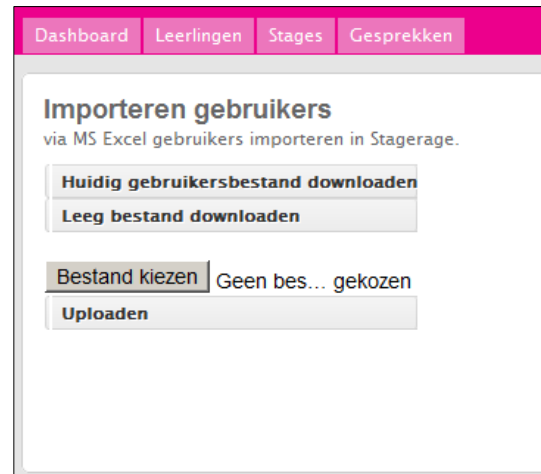 Dashboard Leerlingen Stages Gesprekken
Importeren gebruikers
via MS Excel gebruikers importeren in Stagerage.
Huidig gebruikersbestand downloaden
Leeg bestand downloaden
Bestand kiezen Geen bes... gekozen
Uploaden